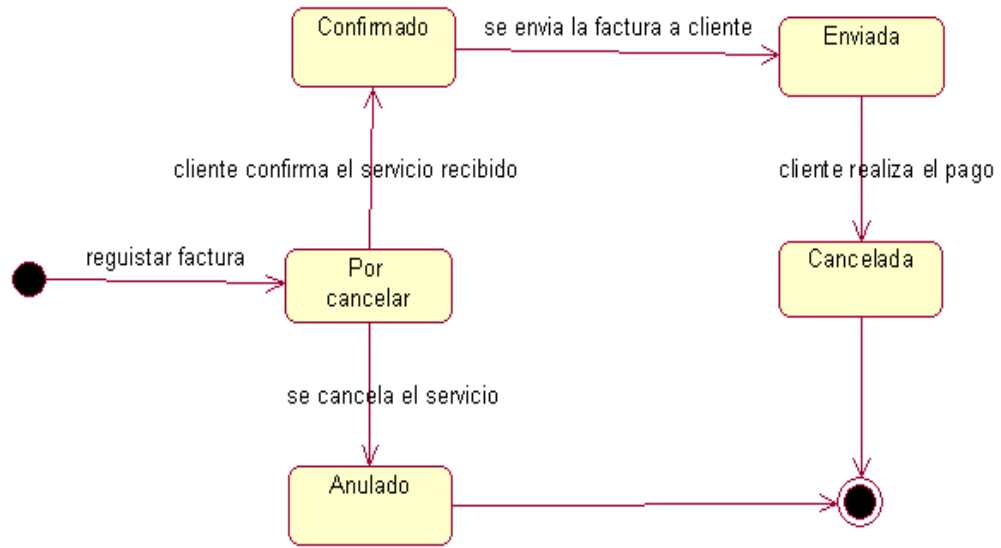 Confirmado
se envia la factura a cliente
Enviada
cliente confirma el servicio recibido
cliente realiza el pago
reguistar factura
Por
cancelar
Cancelada
se cancela el servicio
Anulado